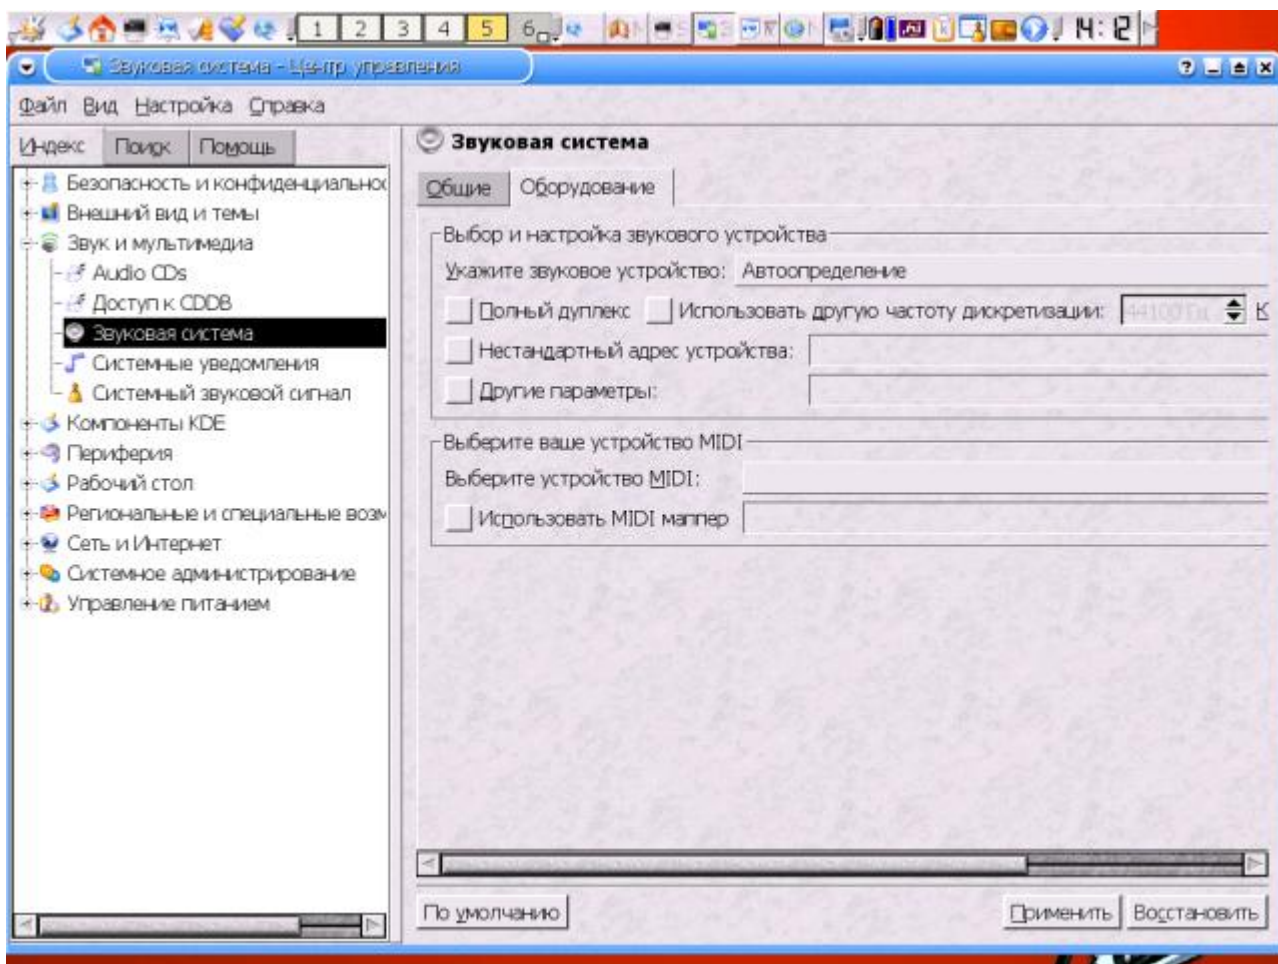 1 2 3 4 5 6 14:12
Звуковая система - Центр управления
Файл Вид Настройка Справка
Индекс Поиск Помощь
Безопасность и конфиденциальнос
Внешний вид и темы
Звук и мультимедиа
Audio CDs
Доступ к CDDB
Звуковая система
Системные уведомления
Системный звуковой сигнал
Компоненты KDE
Периферия
Рабочий стол
Региональные и специальные возм
Сеть и Интернет
Системное администрирование
Управление питанием
Звуковая система
Общие Оборудование
Выбор и настройка звукового устройства
Укажите звуковое устройство: Автоопределение
Полный дуплекс Использовать другую частоту дискретизации: 44100 Гц К
Нестандартный адрес устройства:
Другие параметры:
Выберите ваше устройство MIDI
Выберите устройство MIDI:
Использовать MIDI маппер
По умолчанию Применить Восстановить